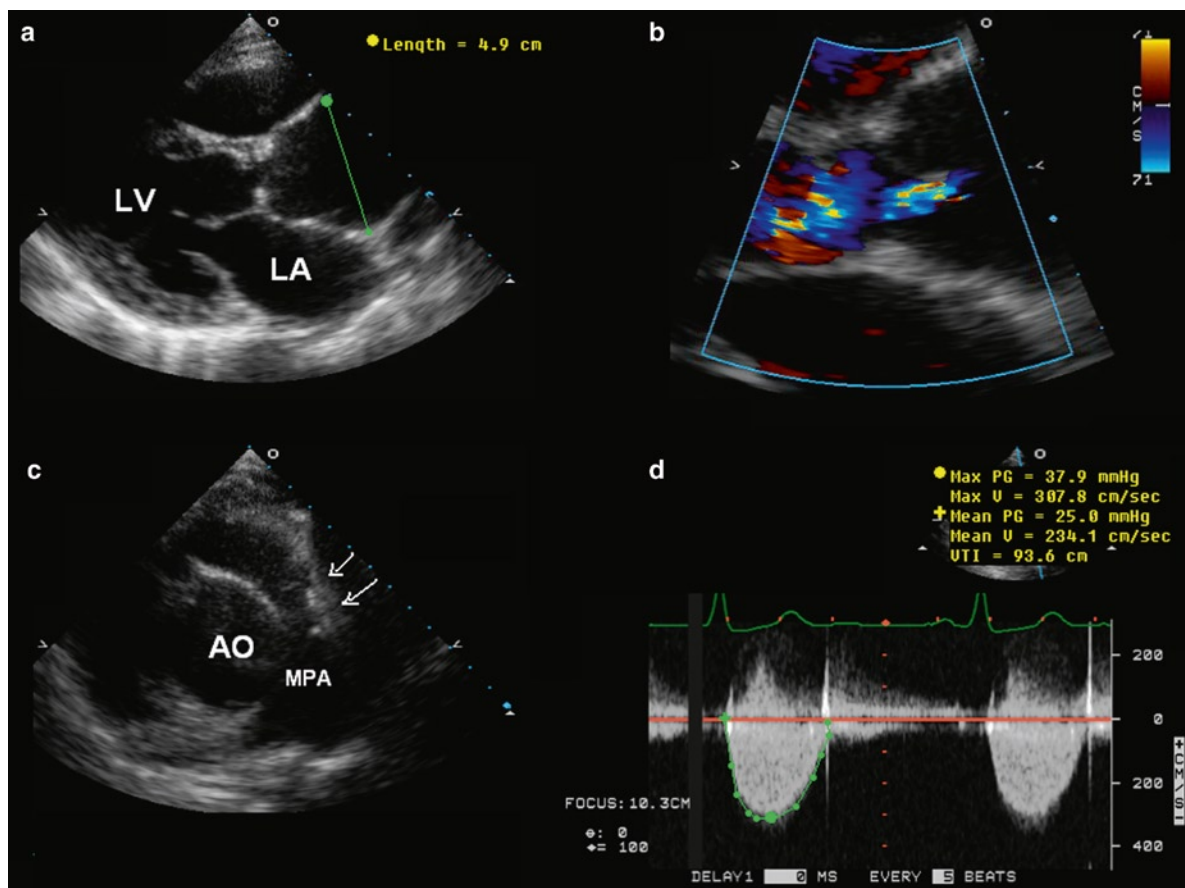 a
Length = 4.9 cm
LV
LA
b
71
C
M
/
S
71
c
AO
MPA
d
Max PG = 37.9 mmHg
Max V = 307.8 cm/sec
Mean PG = 25.0 mmHg
Mean V = 234.1 cm/sec
VTI = 93.6 cm
200
0
200
400
FOCUS:10.3CM
0
100
CM/S
DELAY1 0 MS EVERY 5 BEATS